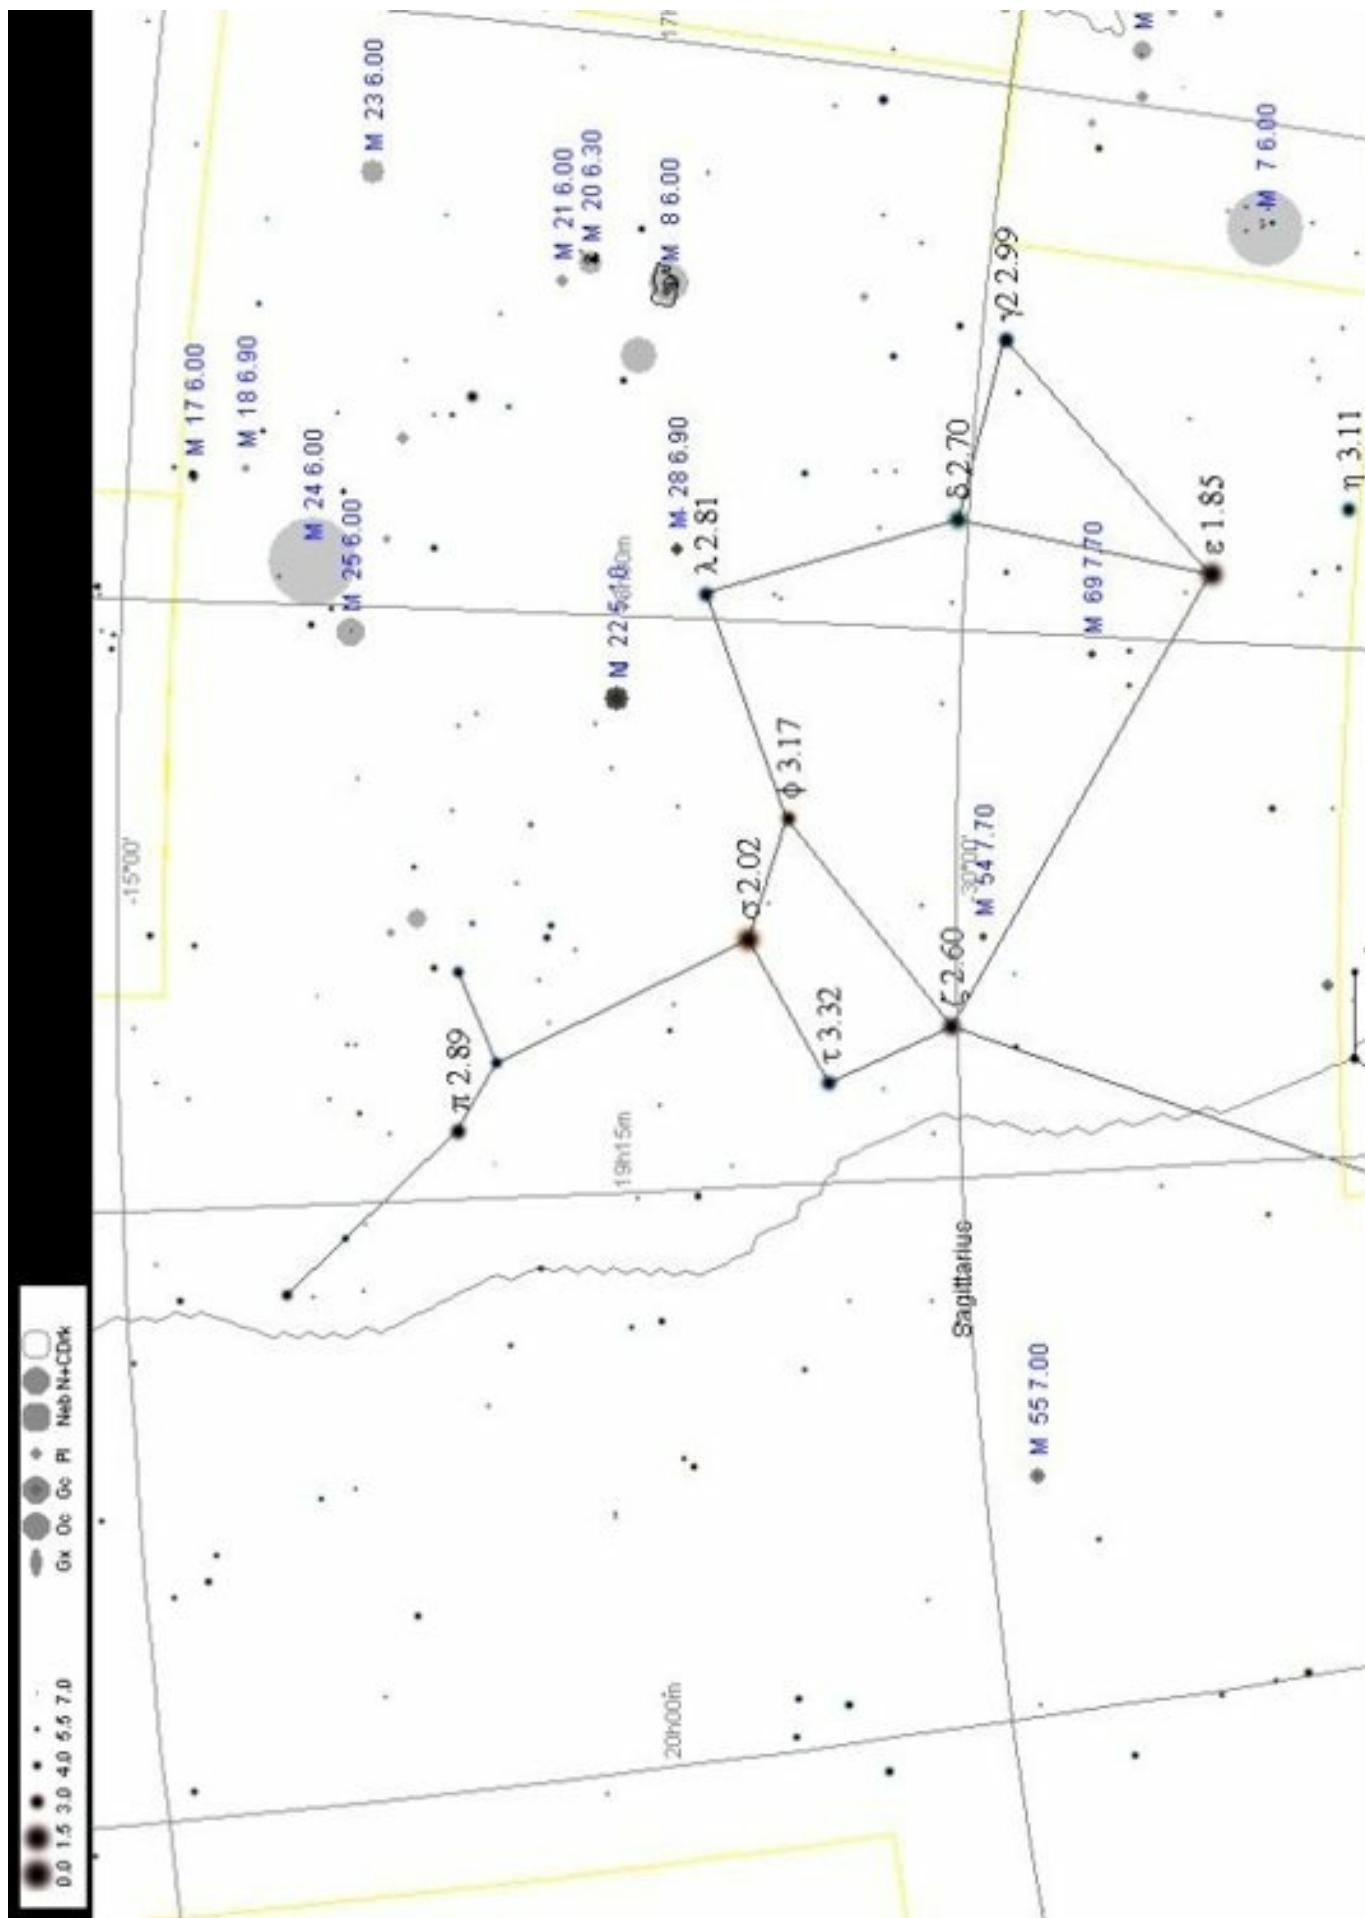 0.0 1.5 3.0 4.0 5.5 7.0
Gx Oc Gc Pl Neb N+C Drk
-15°00'
M 17 6.00
M 18 6.90
M 23 6.00
M 24 6.00
M 25 6.00
π 2.89
M 21 6.00
M 20 6.30
M 8 6.00
M 28 6.90
λ 2.81
19h15m
20h00m
σ 2.02
φ 3.17
τ 3.32
ζ 2.60
δ 2.70
γ2 2.99
-30°00'
M 54 7.70
Sagittarius
M 55 7.00
M 69 7.70
ε 1.85
M 7 6.00
η 3.11
M